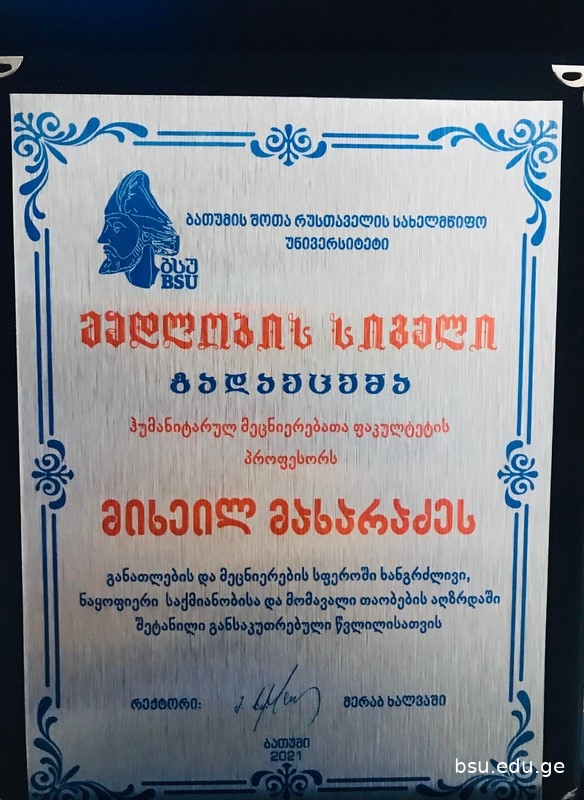 ბათუმის შოთა რუსთაველის სახელმწიფო
უნივერსიტეტი
ბსუ
BSU
მადლობის სიგელი
გადაეცემა
ჰუმანიტარულ მეცნიერებათა ფაკულტეტის
პროფესორს
მიხეილ მახარაძეს
განათლების და მეცნიერების სფეროში ხანგრძლივი,
ნაყოფიერი საქმიანობისა და მომავალი თაობების აღზრდაში
შეტანილი განსაკუთრებული წვლილისათვის
რექტორი: მერაბ ხალვაში
ბათუმი
2021
bsu.edu.ge